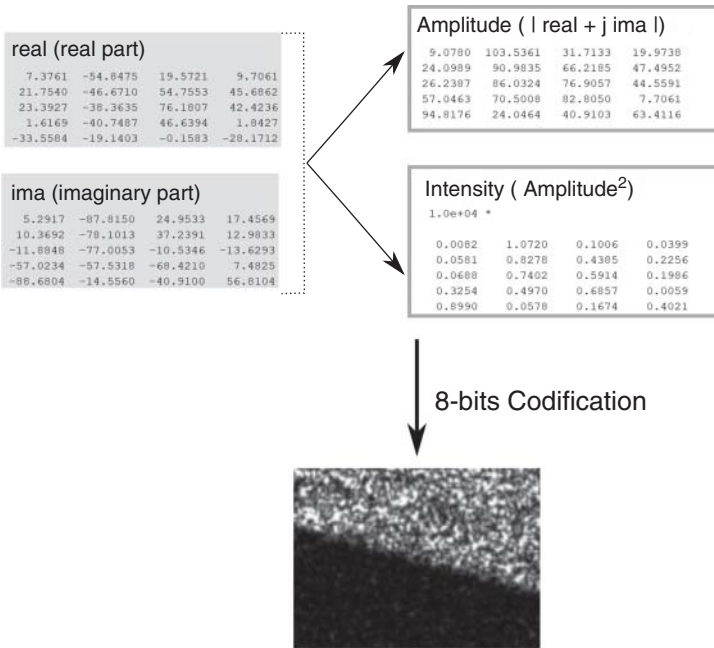 real (real part)
7.3761 −54.8475 19.5721 9.7061
21.7540 −46.6710 54.7553 45.6862
23.3927 −38.3635 76.1807 42.4236
1.6169 −40.7487 46.6394 1.8427
−33.5584 −19.1403 −0.1583 −28.1712
ima (imaginary part)
5.2917 −87.8150 24.9533 17.4569
10.3692 −78.1013 37.2391 12.9833
−11.8848 −77.0053 −10.5346 −13.6293
−57.0234 −57.5318 −68.4210 7.4825
−88.6804 −14.5560 −40.9100 56.8104
Amplitude ( | real + j ima |)
9.0780 103.5361 31.7133 19.9738
24.0989 90.9835 66.2185 47.4952
26.2387 86.0324 76.9057 44.5591
57.0463 70.5008 82.8050 7.7061
94.8176 24.0464 40.9103 63.4116
Intensity ( Amplitude²)
1.0e+04 *
0.0082 1.0720 0.1006 0.0399
0.0581 0.8278 0.4385 0.2256
0.0688 0.7402 0.5914 0.1986
0.3254 0.4970 0.6857 0.0059
0.8990 0.0578 0.1674 0.4021
8-bits Codification